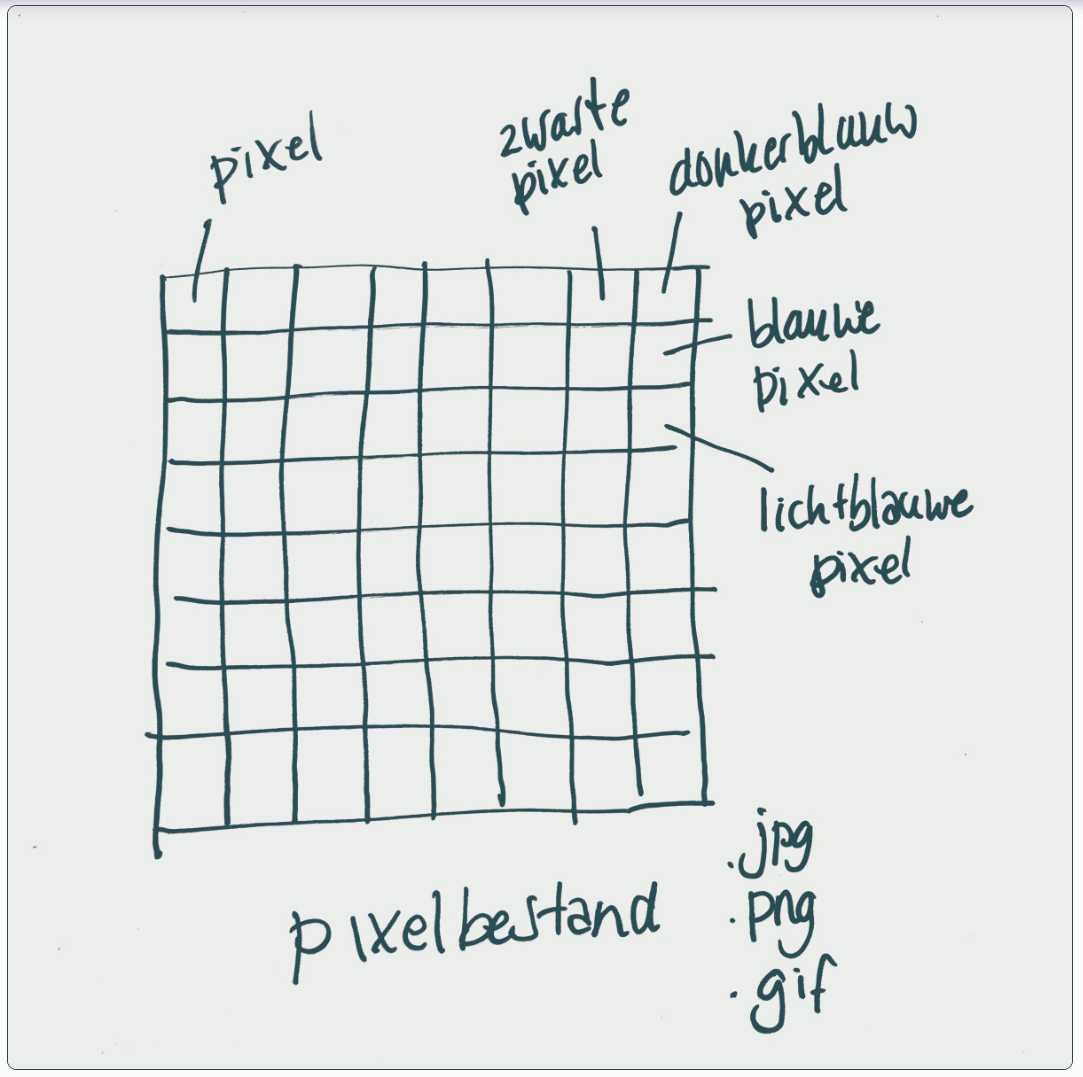 pixel
zwarte
pixel
donkerblauw
pixel
blauwe
pixel
lichtblauwe
pixel
pixelbestand
.jpg
.png
.gif